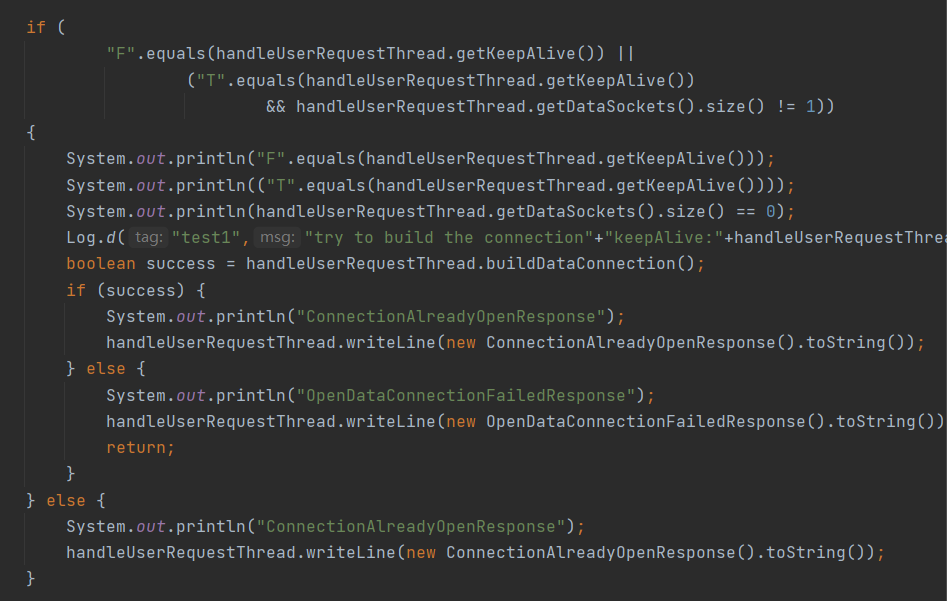 if (
"F".equals(handleUserRequestThread.getKeepAlive()) ||
("T".equals(handleUserRequestThread.getKeepAlive())
&& handleUserRequestThread.getDataSockets().size() != 1))
{
System.out.println("F".equals(handleUserRequestThread.getKeepAlive()));
System.out.println(("T".equals(handleUserRequestThread.getKeepAlive())));
System.out.println(handleUserRequestThread.getDataSockets().size() == 0);
Log.d( tag: "test1", msg: "try to build the connection"+"keepAlive:"+handleUserRequestThrea
boolean success = handleUserRequestThread.buildDataConnection();
if (success) {
System.out.println("ConnectionAlreadyOpenResponse");
handleUserRequestThread.writeLine(new ConnectionAlreadyOpenResponse().toString());
} else {
System.out.println("OpenDataConnectionFailedResponse");
handleUserRequestThread.writeLine(new OpenDataConnectionFailedResponse().toString())
return;
}
} else {
System.out.println("ConnectionAlreadyOpenResponse");
handleUserRequestThread.writeLine(new ConnectionAlreadyOpenResponse().toString());
}